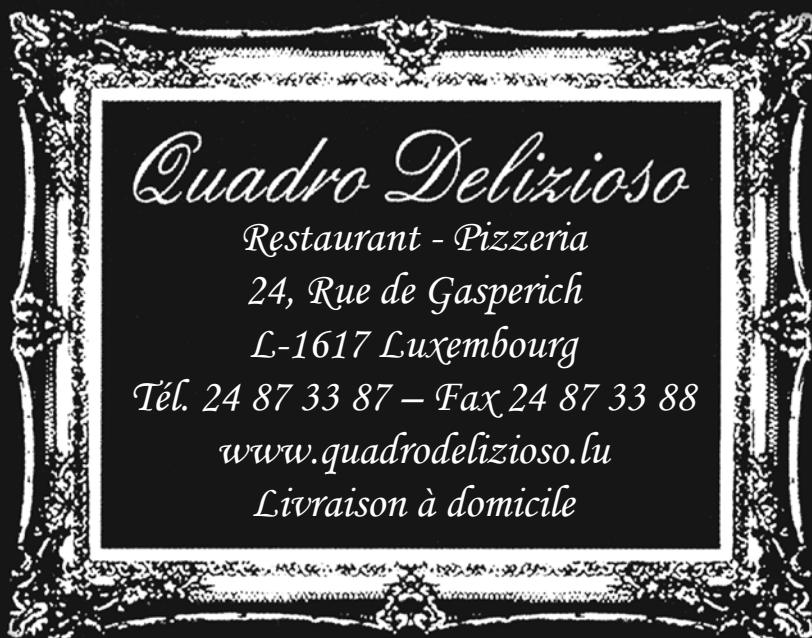 Quadro Delizioso
Restaurant - Pizzeria
24, Rue de Gasperich
L-1617 Luxembourg
Tél. 24 87 33 87 – Fax 24 87 33 88
www.quadrodelizioso.lu
Livraison à domicile